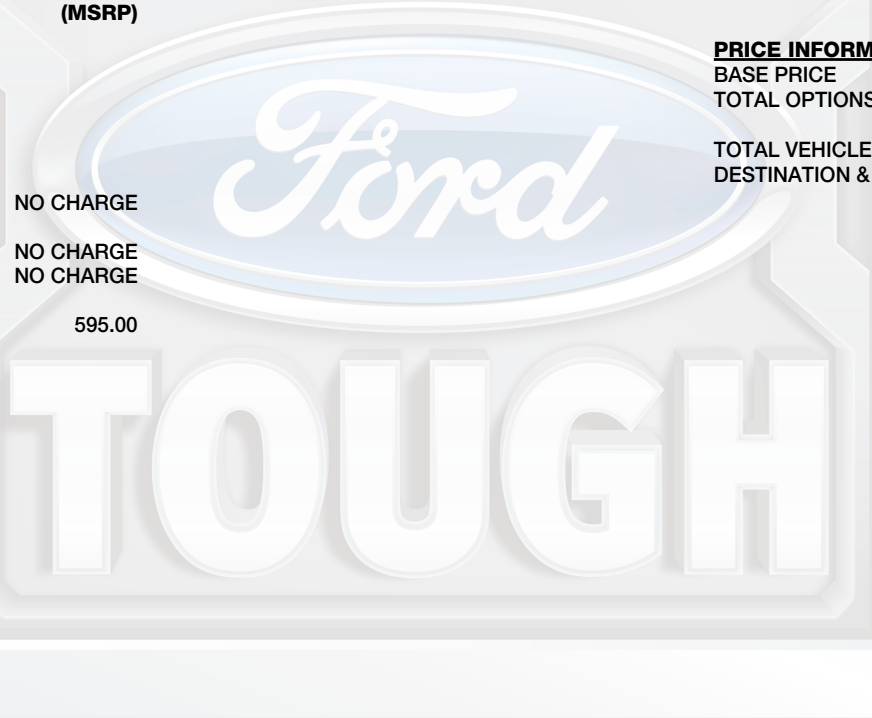 (MSRP)
NO CHARGE
NO CHARGE
NO CHARGE
595.00
PRICE INFORM
BASE PRICE
TOTAL OPTIONS
TOTAL VEHICLE
DESTINATION &
Ford
TOUGH